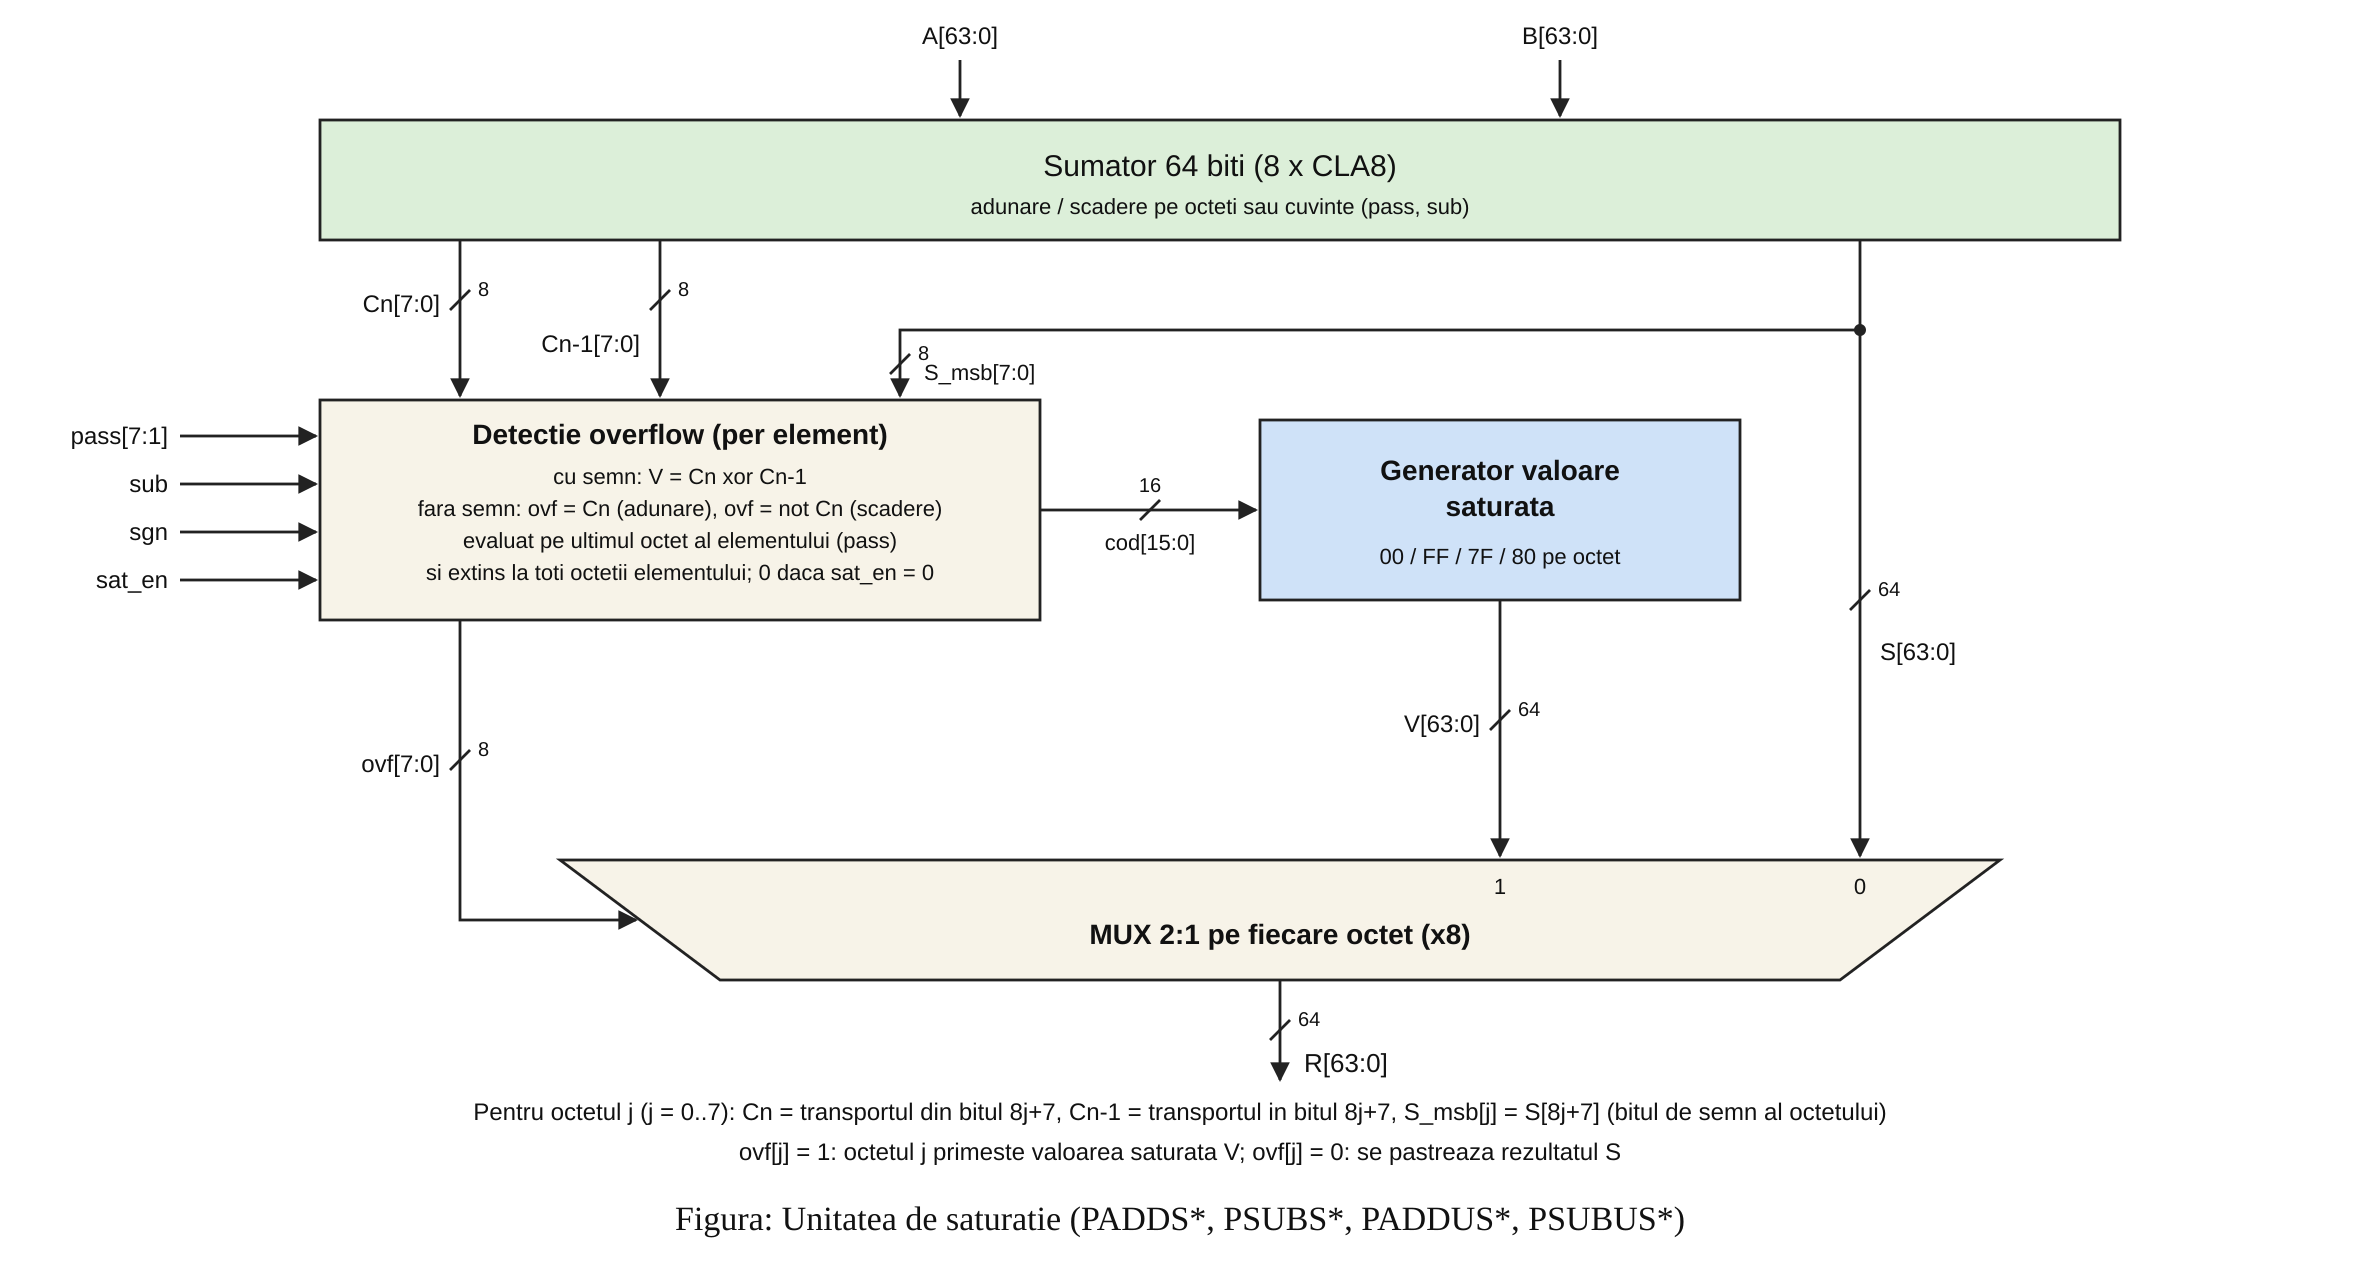 A[63:0]
B[63:0]
Sumator 64 biti (8 x CLA8)
adunare / scadere pe octeti sau cuvinte (pass, sub)
Cn[7:0]
8
Cn-1[7:0]
8
8
S_msb[7:0]
pass[7:1]
sub
sgn
sat_en
Detectie overflow (per element)
cu semn: V = Cn xor Cn-1
fara semn: ovf = Cn (adunare), ovf = not Cn (scadere)
evaluat pe ultimul octet al elementului (pass)
si extins la toti octetii elementului; 0 daca sat_en = 0
16
cod[15:0]
Generator valoare
saturata
00 / FF / 7F / 80 pe octet
64
S[63:0]
V[63:0]
64
ovf[7:0]
8
1
0
MUX 2:1 pe fiecare octet (x8)
64
R[63:0]
Pentru octetul j (j = 0..7): Cn = transportul din bitul 8j+7, Cn-1 = transportul in bitul 8j+7, S_msb[j] = S[8j+7] (bitul de semn al octetului)
ovf[j] = 1: octetul j primeste valoarea saturata V; ovf[j] = 0: se pastreaza rezultatul S
Figura: Unitatea de saturatie (PADDS*, PSUBS*, PADDUS*, PSUBUS*)